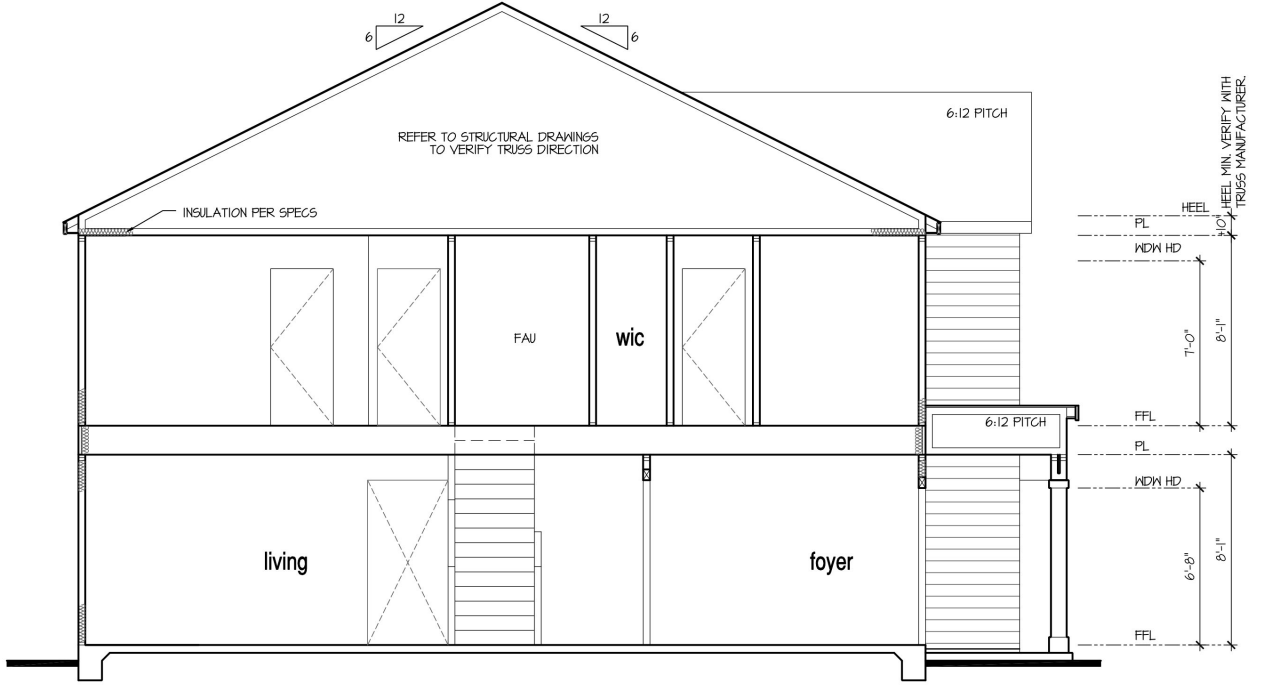 12
6
12
6
6:12 PITCH
REFER TO STRUCTURAL DRAWINGS
TO VERIFY TRUSS DIRECTION
HEEL MIN. VERIFY WITH
TRUSS MANUFACTURER.
INSULATION PER SPECS
HEEL
+10"
PL
WDW HD
FAU
wic
7'-0"
8'-1"
6:12 PITCH
FFL
PL
WDW HD
living
foyer
6'-8"
8'-1"
FFL